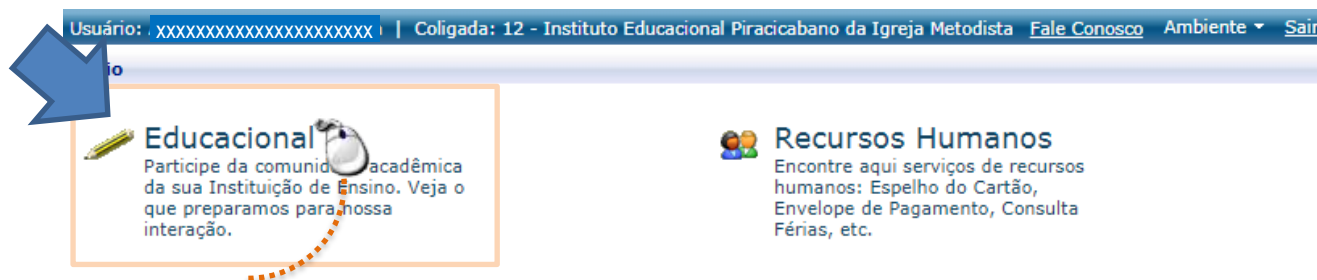 Usuário: xxxxxxxxxxxxxxxxxxxxxxx | Coligada: 12 - Instituto Educacional Piracicabano da Igreja Metodista Fale Conosco Ambiente Sair
Educacional
Participe da comunid acadêmica
da sua Instituição de Ensino. Veja o
que preparamos para nossa
interação.
Recursos Humanos
Encontre aqui serviços de recursos
humanos: Espelho do Cartão,
Envelope de Pagamento, Consulta
Férias, etc.